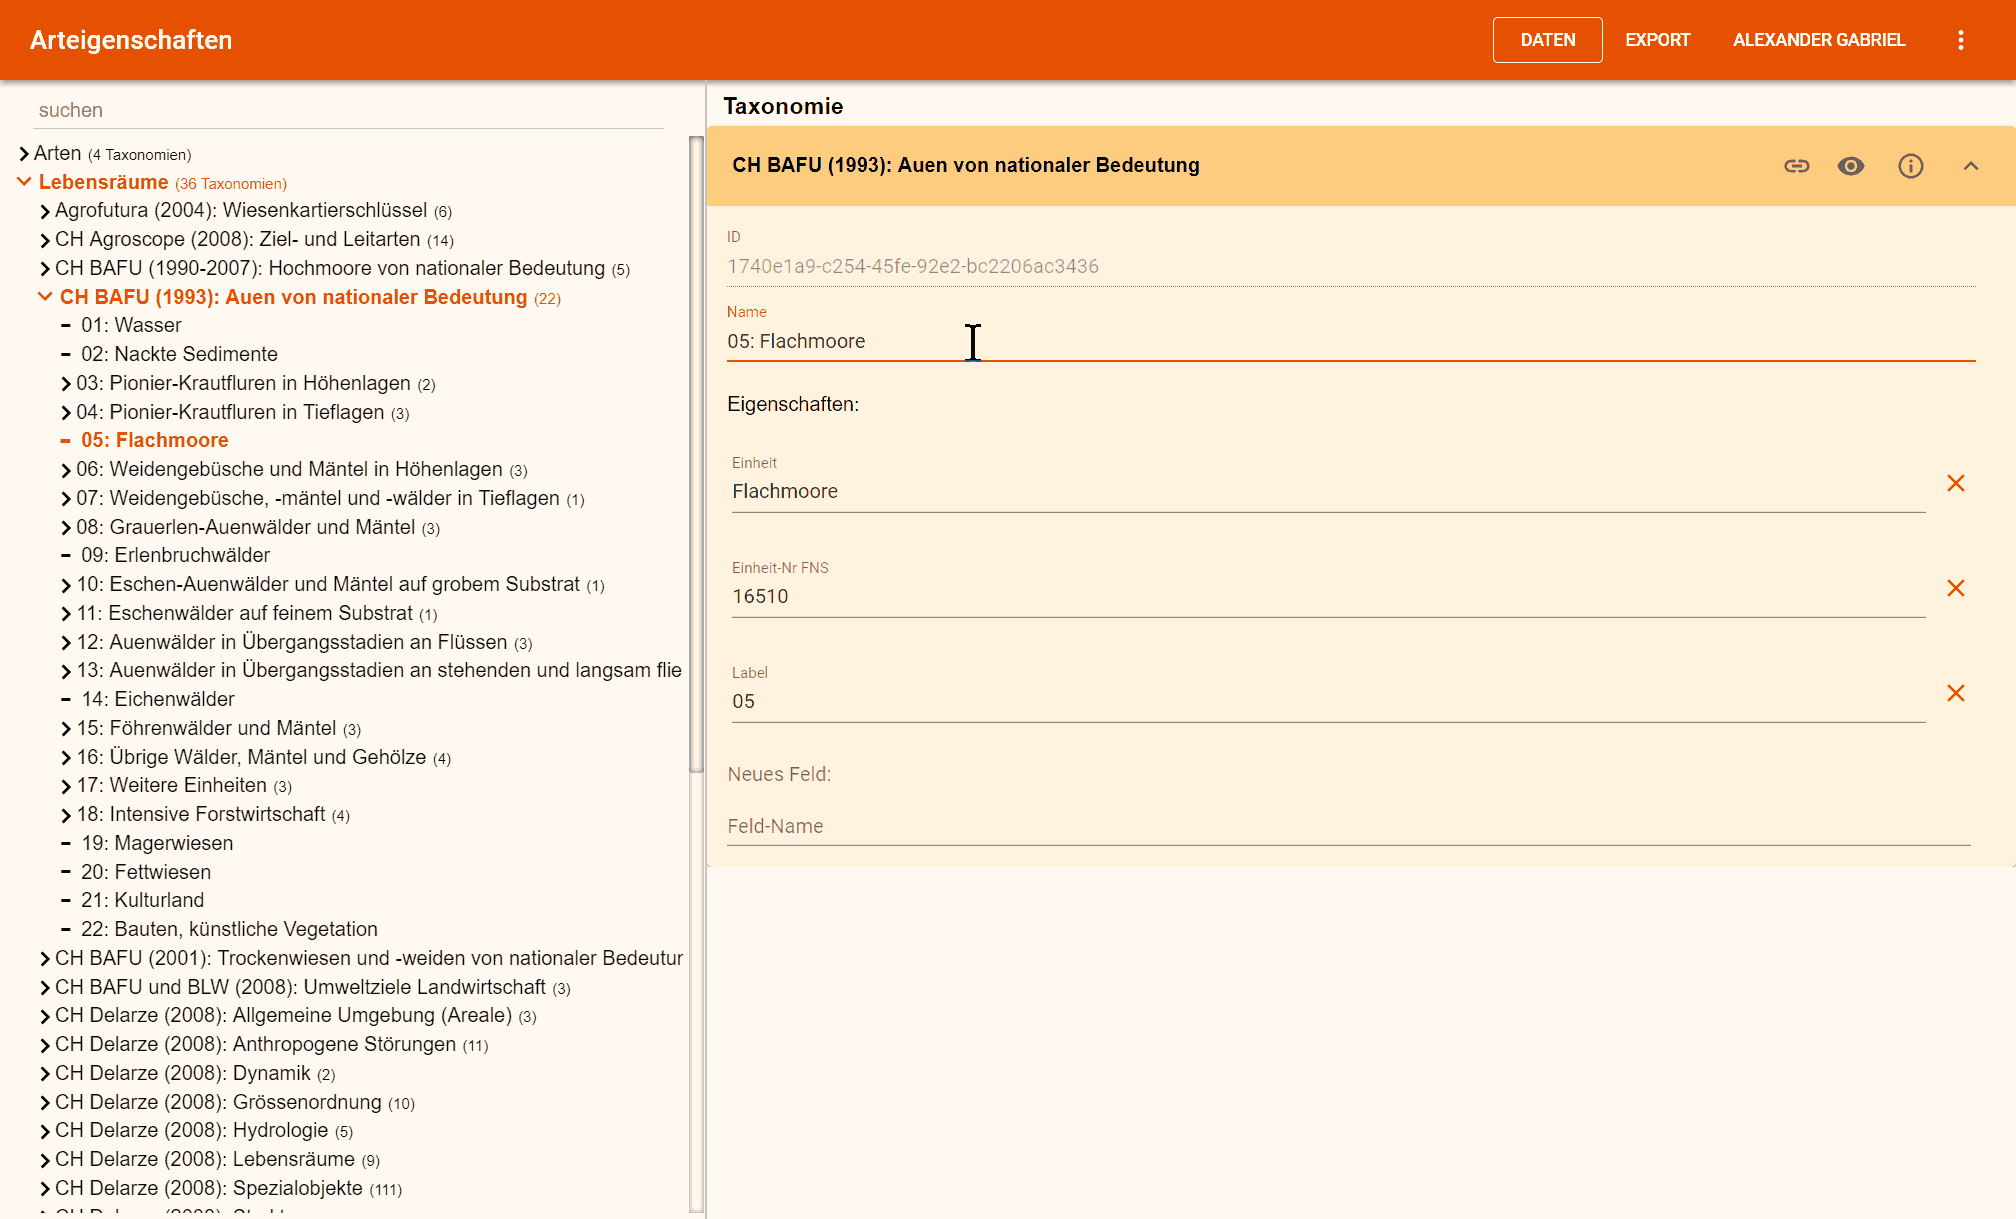 Arteigenschaften
DATEN
EXPORT
ALEXANDER GABRIEL
suchen
Arten (4 Taxonomien)
Lebensräume (36 Taxonomien)
Agrofutura (2004): Wiesenkartierschlüssel (6)
CH Agroscope (2008): Ziel- und Leitarten (14)
CH BAFU (1990-2007): Hochmoore von nationaler Bedeutung (5)
CH BAFU (1993): Auen von nationaler Bedeutung (22)
01: Wasser
02: Nackte Sedimente
03: Pionier-Krautfluren in Höhenlagen (2)
04: Pionier-Krautfluren in Tieflagen (3)
05: Flachmoore
06: Weidengebüsche und Mäntel in Höhenlagen (3)
07: Weidengebüsche, -mäntel und -wälder in Tieflagen (1)
08: Grauerlen-Auenwälder und Mäntel (3)
09: Erlenbruchwälder
10: Eschen-Auenwälder und Mäntel auf grobem Substrat (1)
11: Eschenwälder auf feinem Substrat (1)
12: Auenwälder in Übergangsstadien an Flüssen (3)
13: Auenwälder in Übergangsstadien an stehenden und langsam flie
14: Eichenwälder
15: Föhrenwälder und Mäntel (3)
16: Übrige Wälder, Mäntel und Gehölze (4)
17: Weitere Einheiten (3)
18: Intensive Forstwirtschaft (4)
19: Magerwiesen
20: Fettwiesen
21: Kulturland
22: Bauten, künstliche Vegetation
CH BAFU (2001): Trockenwiesen und -weiden von nationaler Bedeutur
CH BAFU und BLW (2008): Umweltziele Landwirtschaft (3)
CH Delarze (2008): Allgemeine Umgebung (Areale) (3)
CH Delarze (2008): Anthropogene Störungen (11)
CH Delarze (2008): Dynamik (2)
CH Delarze (2008): Grössenordnung (10)
CH Delarze (2008): Hydrologie (5)
CH Delarze (2008): Lebensräume (9)
CH Delarze (2008): Spezialobjekte (111)
Taxonomie
CH BAFU (1993): Auen von nationaler Bedeutung
ID
1740e1a9-c254-45fe-92e2-bc2206ac3436
Name
05: Flachmoore
Eigenschaften:
Einheit
Flachmoore
Einheit-Nr FNS
16510
Label
05
Neues Feld:
Feld-Name